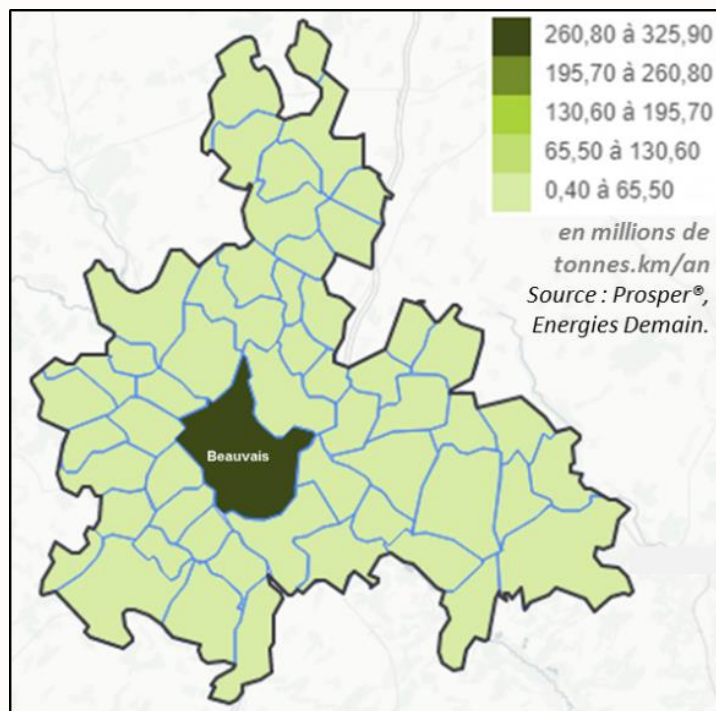 260,80 à 325,90
195,70 à 260,80
130,60 à 195,70
65,50 à 130,60
0,40 à 65,50
en millions de
tonnes.km/an
Source : Prosper®,
Energies Demain.
Beauvais